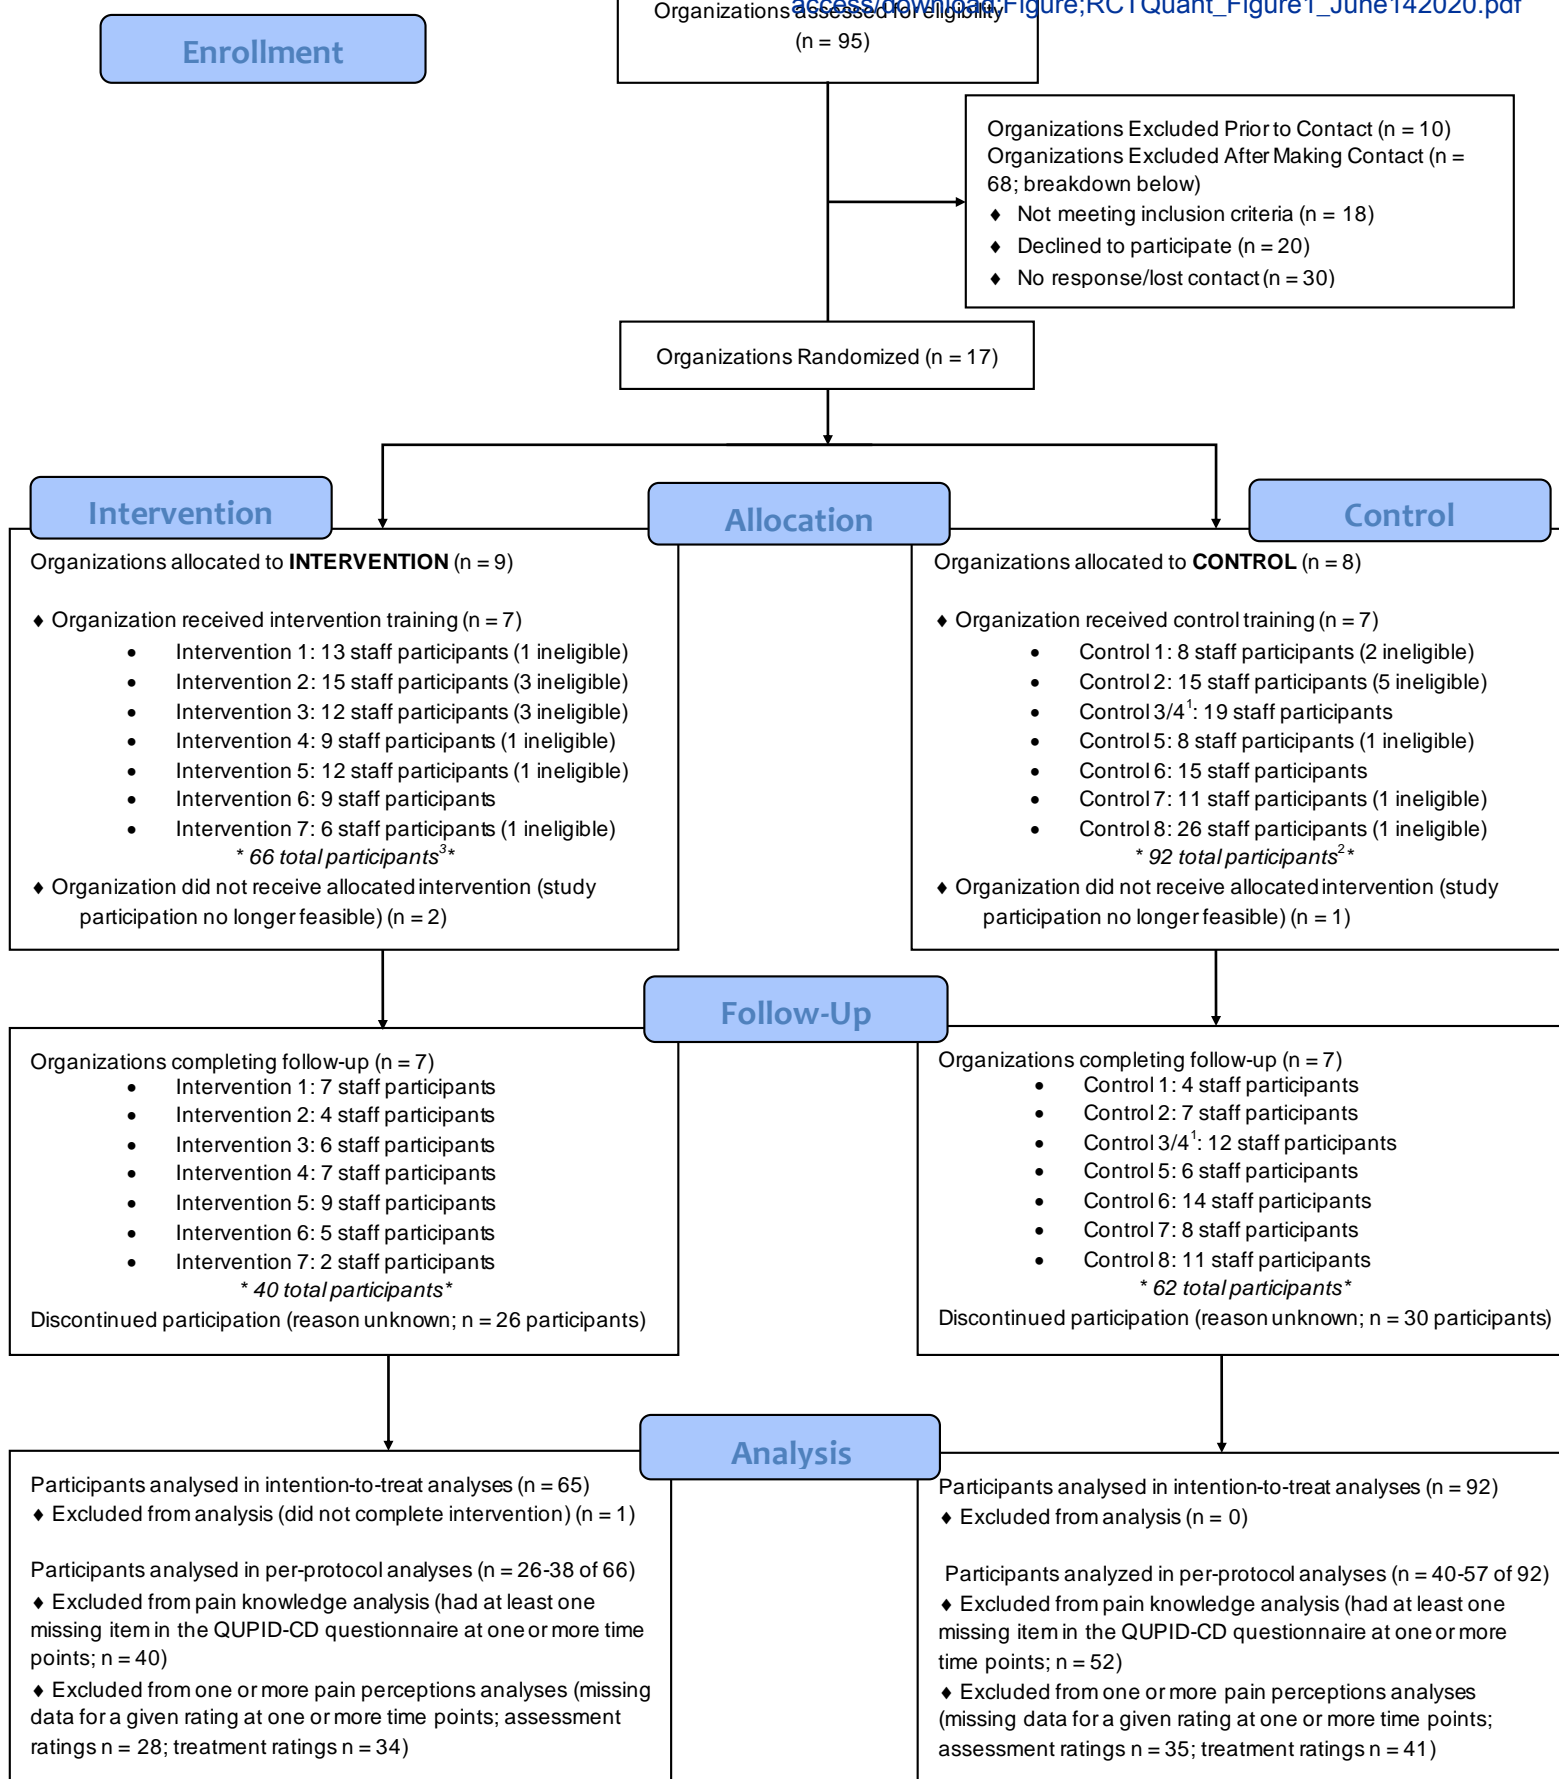 access/download;Figure;RCTQuant_Figure1_June142020.pdf
Organizations assessed for eligibility
(n = 95)
Enrollment
Organizations Excluded Prior to Contact (n = 10)
Organizations Excluded After Making Contact (n =
68; breakdown below)
♦ Not meeting inclusion criteria (n = 18)
♦ Declined to participate (n = 20)
♦ No response/lost contact (n = 30)
Organizations Randomized (n = 17)
Intervention
Allocation
Control
Organizations allocated to INTERVENTION (n = 9)
♦ Organization received intervention training (n = 7)
• Intervention 1: 13 staff participants (1 ineligible)
• Intervention 2: 15 staff participants (3 ineligible)
• Intervention 3: 12 staff participants (3 ineligible)
• Intervention 4: 9 staff participants (1 ineligible)
• Intervention 5: 12 staff participants (1 ineligible)
• Intervention 6: 9 staff participants
• Intervention 7: 6 staff participants (1 ineligible)
* 66 total participants³*
♦ Organization did not receive allocated intervention (study
participation no longer feasible) (n = 2)
Organizations allocated to CONTROL (n = 8)
♦ Organization received control training (n = 7)
• Control 1: 8 staff participants (2 ineligible)
• Control 2: 15 staff participants (5 ineligible)
• Control 3/4¹: 19 staff participants
• Control 5: 8 staff participants (1 ineligible)
• Control 6: 15 staff participants
• Control 7: 11 staff participants (1 ineligible)
• Control 8: 26 staff participants (1 ineligible)
* 92 total participants²*
♦ Organization did not receive allocated intervention (study
participation no longer feasible) (n = 1)
Follow-Up
Organizations completing follow-up (n = 7)
• Intervention 1: 7 staff participants
• Intervention 2: 4 staff participants
• Intervention 3: 6 staff participants
• Intervention 4: 7 staff participants
• Intervention 5: 9 staff participants
• Intervention 6: 5 staff participants
• Intervention 7: 2 staff participants
* 40 total participants*
Discontinued participation (reason unknown; n = 26 participants)
Organizations completing follow-up (n = 7)
• Control 1: 4 staff participants
• Control 2: 7 staff participants
• Control 3/4¹: 12 staff participants
• Control 5: 6 staff participants
• Control 6: 14 staff participants
• Control 7: 8 staff participants
• Control 8: 11 staff participants
* 62 total participants*
Discontinued participation (reason unknown; n = 30 participants)
Analysis
Participants analysed in intention-to-treat analyses (n = 65)
♦ Excluded from analysis (did not complete intervention) (n = 1)
Participants analysed in per-protocol analyses (n = 26-38 of 66)
♦ Excluded from pain knowledge analysis (had at least one
missing item in the QUPID-CD questionnaire at one or more time
points; n = 40)
♦ Excluded from one or more pain perceptions analyses (missing
data for a given rating at one or more time points; assessment
ratings n = 28; treatment ratings n = 34)
Participants analysed in intention-to-treat analyses (n = 92)
♦ Excluded from analysis (n = 0)
Participants analyzed in per-protocol analyses (n = 40-57 of 92)
♦ Excluded from pain knowledge analysis (had at least one
missing item in the QUPID-CD questionnaire at one or more
time points; n = 52)
♦ Excluded from one or more pain perceptions analyses
(missing data for a given rating at one or more time points;
assessment ratings n = 35; treatment ratings n = 41)